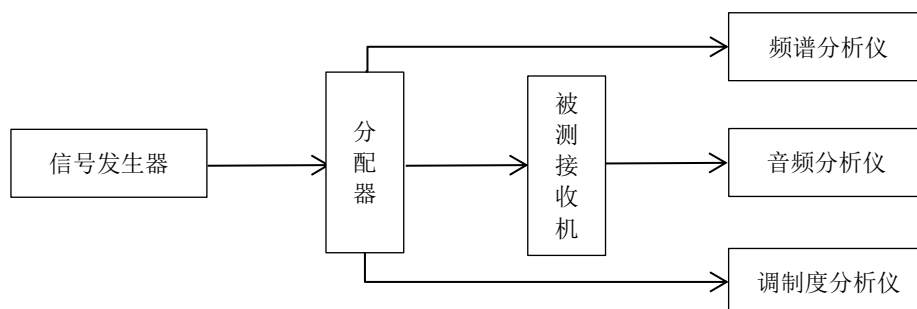 频谱分析仪
信号发生器
分配器
被测接收机
音频分析仪
调制度分析仪